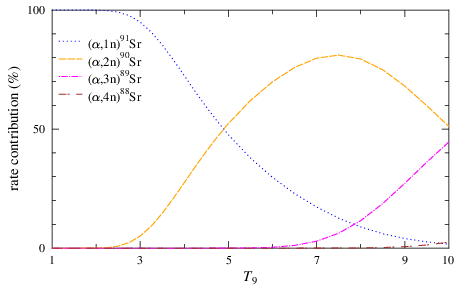 100
50
0
rate contribution (%)
(α,1n)⁹¹Sr
(α,2n)⁹⁰Sr
(α,3n)⁸⁹Sr
(α,4n)⁸⁸Sr
1 3 5 7 9 10
T₉